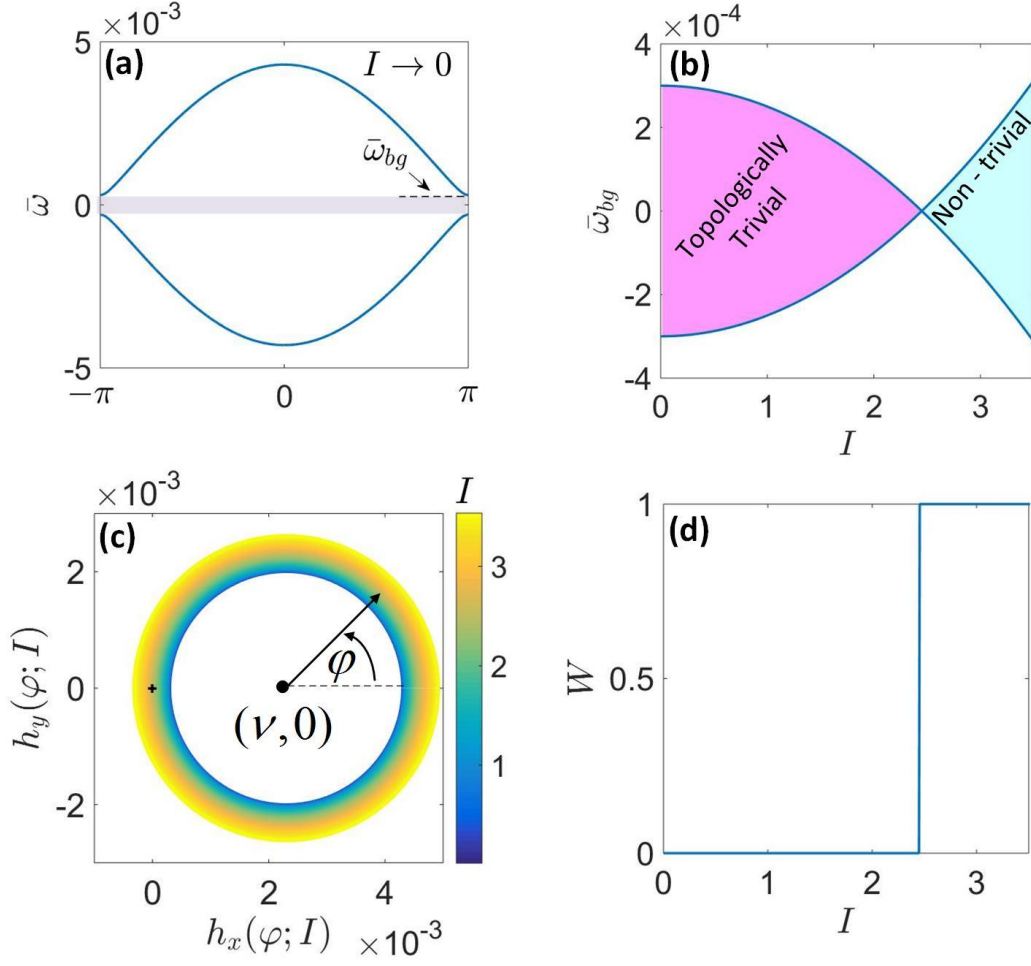 ×10⁻³
(a)
I → 0
5
0
-5
ω̄
ω̄_bg
−π
0
π
×10⁻⁴
(b)
4
2
0
-2
-4
ω̄_bg
Topologically
Trivial
Non - trivial
0
1
2
3
I
×10⁻³
(c)
I
2
0
-2
h_y(φ; I)
φ
(ν,0)
3
2
1
0
2
4
h_x(φ; I)
×10⁻³
(d)
1
0.5
0
W
0
1
2
3
I